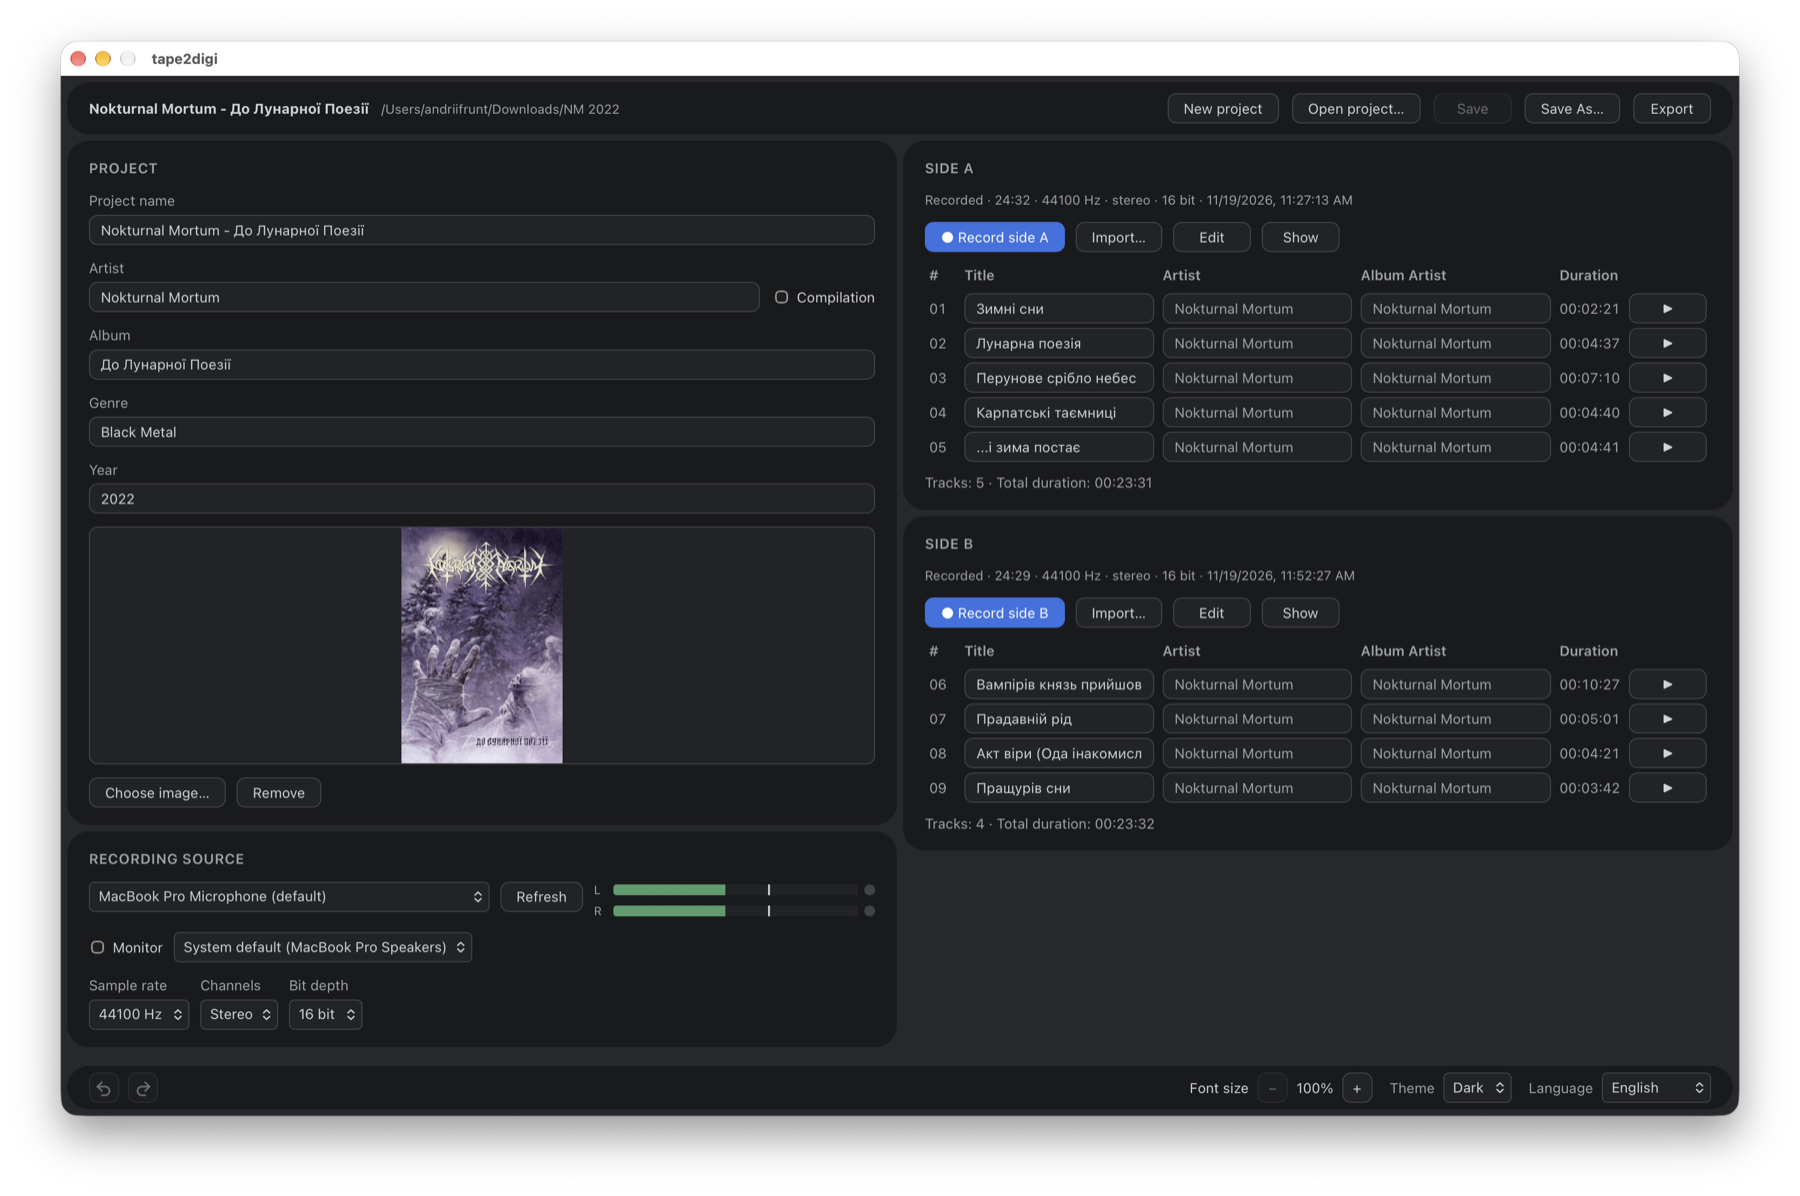 tape2digi
Nokturnal Mortum - До Лунарної Поезії /Users/andriifrunt/Downloads/NM 2022
New project Open project... Save Save As... Export
PROJECT
Project name
Nokturnal Mortum - До Лунарної Поезії
Artist
Nokturnal Mortum Compilation
Album
До Лунарної Поезії
Genre
Black Metal
Year
2022
NOKTURNAL MORTUM
ДО ЛУНАРНОЇ ПОЕЗІЇ
Choose image... Remove
RECORDING SOURCE
MacBook Pro Microphone (default) Refresh L
R
Monitor System default (MacBook Pro Speakers)
Sample rate Channels Bit depth
44100 Hz Stereo 16 bit
SIDE A
Recorded · 24:32 · 44100 Hz · stereo · 16 bit · 11/19/2026, 11:27:13 AM
Record side A Import... Edit Show
# Title Artist Album Artist Duration
01 Зимні сни Nokturnal Mortum Nokturnal Mortum 00:02:21
02 Лунарна поезія Nokturnal Mortum Nokturnal Mortum 00:04:37
03 Перунове срібло небес Nokturnal Mortum Nokturnal Mortum 00:07:10
04 Карпатські таємниці Nokturnal Mortum Nokturnal Mortum 00:04:40
05 ...і зима постає Nokturnal Mortum Nokturnal Mortum 00:04:41
Tracks: 5 · Total duration: 00:23:31
SIDE B
Recorded · 24:29 · 44100 Hz · stereo · 16 bit · 11/19/2026, 11:52:27 AM
Record side B Import... Edit Show
# Title Artist Album Artist Duration
06 Вампірів князь прийшов Nokturnal Mortum Nokturnal Mortum 00:10:27
07 Прадавній рід Nokturnal Mortum Nokturnal Mortum 00:05:01
08 Акт віри (Ода інакомисл Nokturnal Mortum Nokturnal Mortum 00:04:21
09 Пращурів сни Nokturnal Mortum Nokturnal Mortum 00:03:42
Tracks: 4 · Total duration: 00:23:32
Font size − 100% + Theme Dark Language English